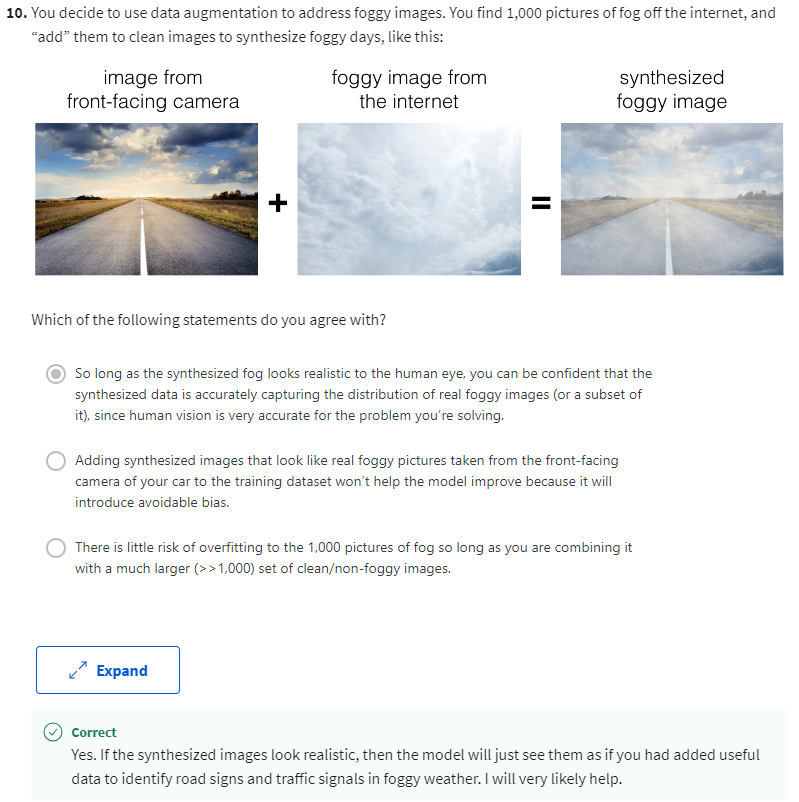 10. You decide to use data augmentation to address foggy images. You find 1,000 pictures of fog off the internet, and
“add” them to clean images to synthesize foggy days, like this:
image from
front-facing camera
foggy image from
the internet
synthesized
foggy image
+
=
Which of the following statements do you agree with?
So long as the synthesized fog looks realistic to the human eye, you can be confident that the
synthesized data is accurately capturing the distribution of real foggy images (or a subset of
it), since human vision is very accurate for the problem you’re solving.
Adding synthesized images that look like real foggy pictures taken from the front-facing
camera of your car to the training dataset won’t help the model improve because it will
introduce avoidable bias.
There is little risk of overfitting to the 1,000 pictures of fog so long as you are combining it
with a much larger (>>1,000) set of clean/non-foggy images.
Expand
Correct
Yes. If the synthesized images look realistic, then the model will just see them as if you had added useful
data to identify road signs and traffic signals in foggy weather. I will very likely help.